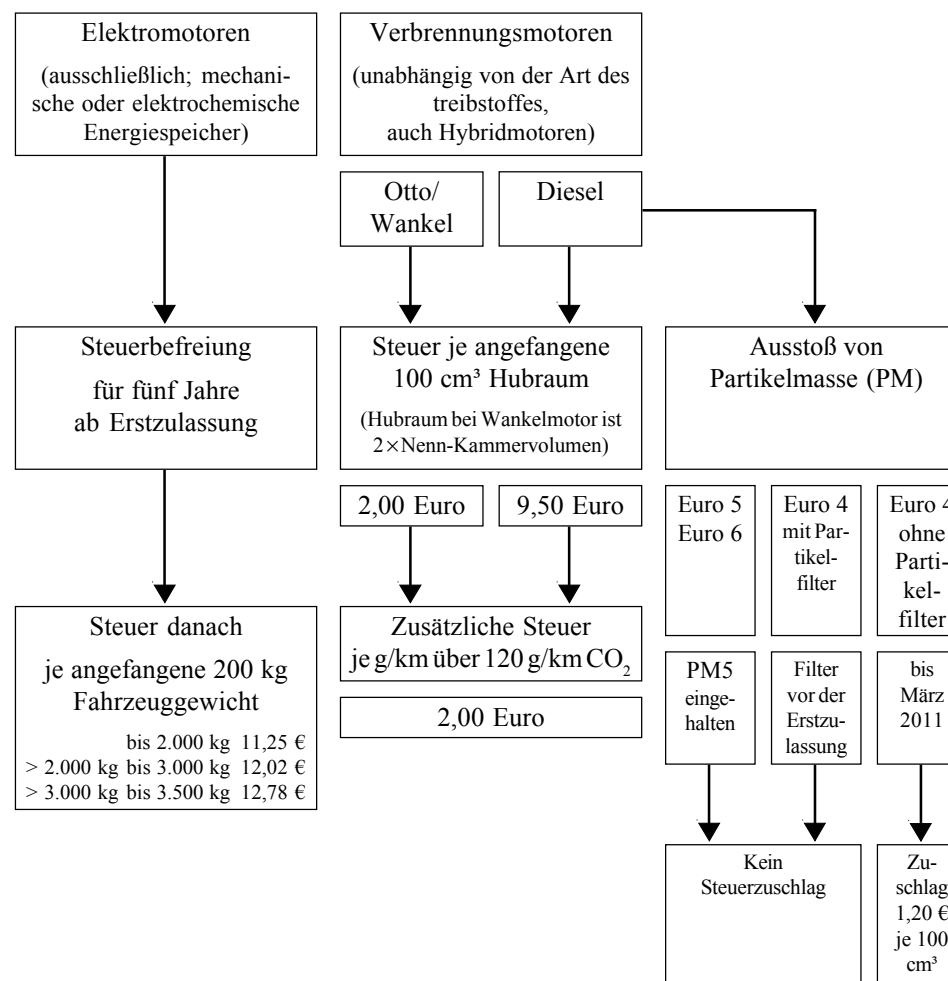 Elektromotoren
(ausschließlich; mechani-
sche oder elektrochemische
Energiespeicher)
Verbrennungsmotoren
(unabhängig von der Art des
treibstoffes,
auch Hybridmotoren)
Otto/
Wankel
Diesel
Steuerbefreiung
für fünf Jahre
ab Erstzulassung
Steuer je angefangene
100 cm³ Hubraum
(Hubraum bei Wankelmotor ist
2×Nenn-Kammervolumen)
Ausstoß von
Partikelmasse (PM)
2,00 Euro
9,50 Euro
Euro 5
Euro 6
Euro 4
mit Par-
tikel-
filter
Euro 4
ohne
Parti-
kel-
filter
Steuer danach
je angefangene 200 kg
Fahrzeuggewicht
bis 2.000 kg 11,25 €
> 2.000 kg bis 3.000 kg 12,02 €
> 3.000 kg bis 3.500 kg 12,78 €
Zusätzliche Steuer
je g/km über 120 g/km CO₂
2,00 Euro
PM5
einge-
halten
Filter
vor der
Erstzu-
lassung
bis
März
2011
Kein
Steuerzuschlag
Zu-
schlag
1,20 €
je 100
cm³